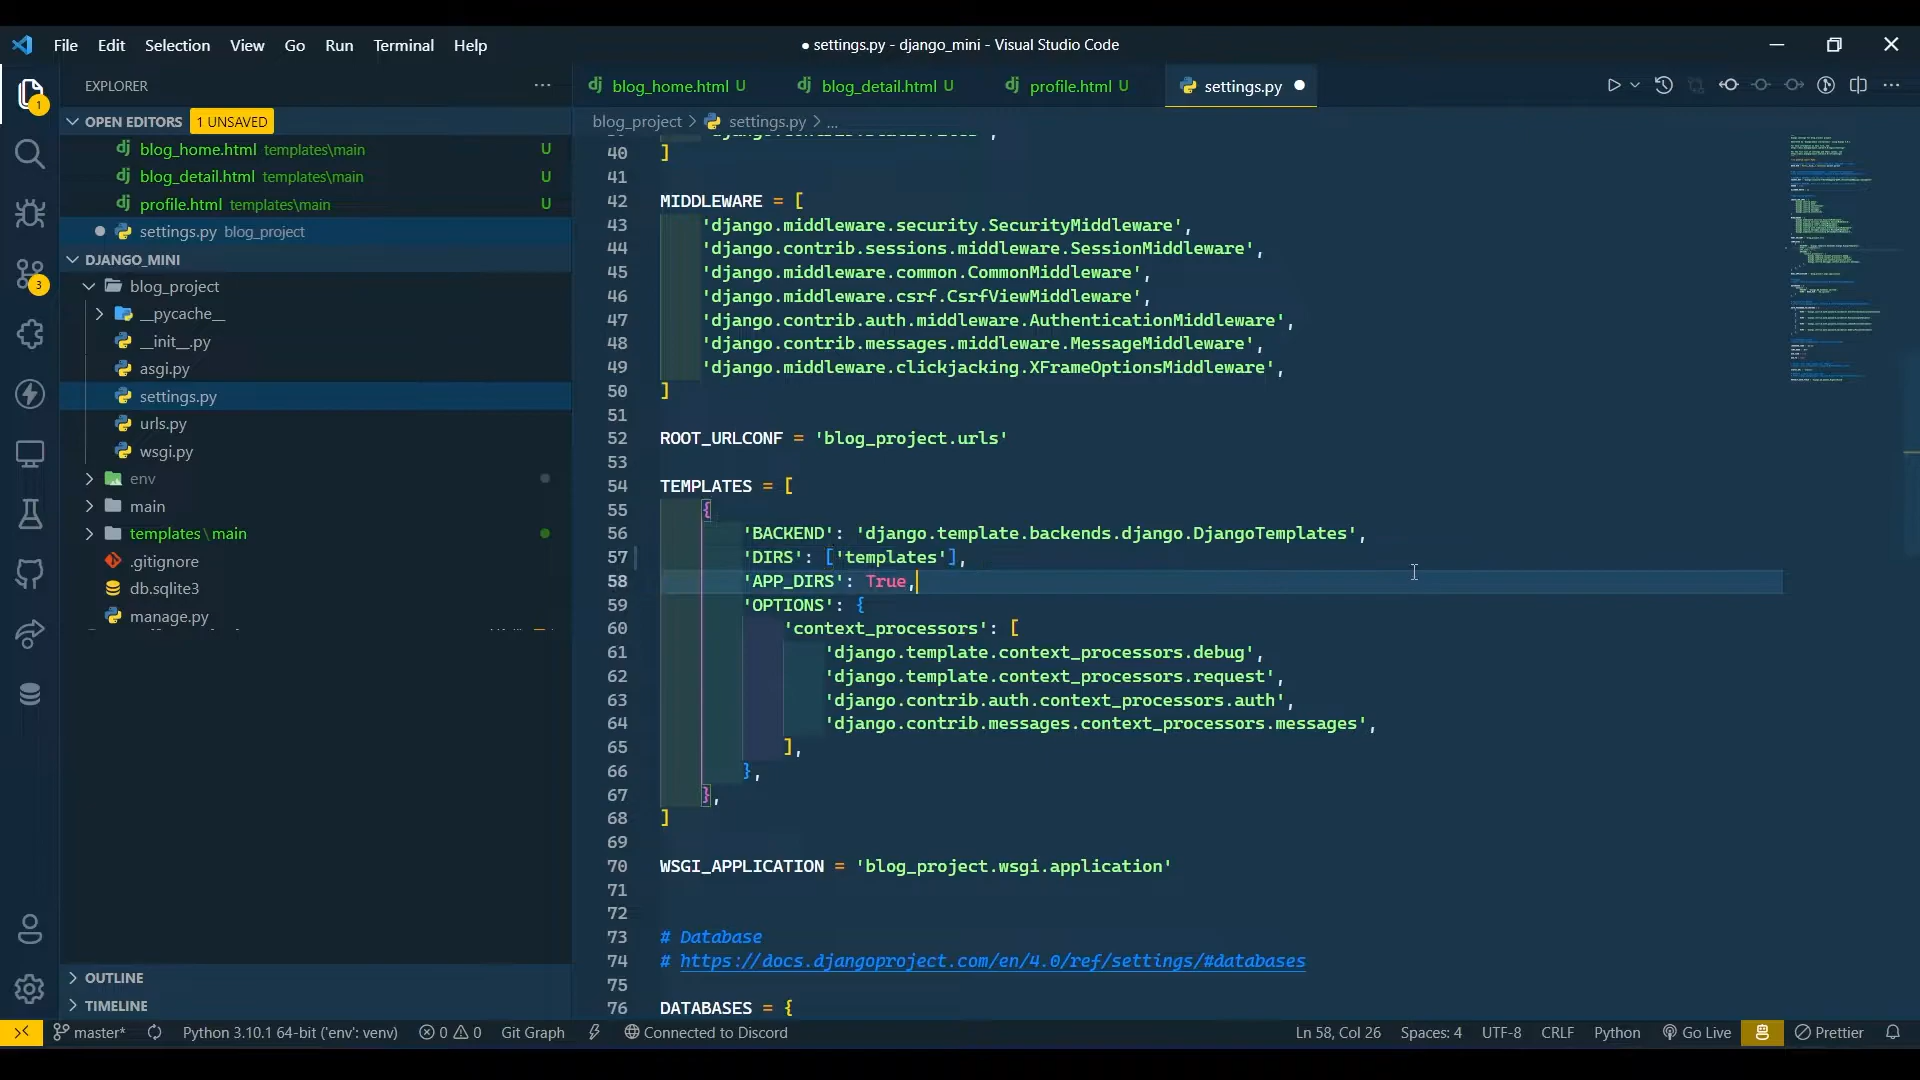 File Edit Selection View Go Run Terminal Help
● settings.py - django_mini - Visual Studio Code
EXPLORER
OPEN EDITORS 1 UNSAVED
blog_home.html templates\main U
blog_detail.html templates\main U
profile.html templates\main U
settings.py blog_project
DJANGO_MINI
blog_project
__pycache__
__init__.py
asgi.py
settings.py
urls.py
wsgi.py
env
main
templates\main
.gitignore
db.sqlite3
manage.py
OUTLINE
TIMELINE
1
3
dj blog_home.html U
dj blog_detail.html U
dj profile.html U
settings.py
blog_project > settings.py > ...
40 ]
41
42 MIDDLEWARE = [
43 'django.middleware.security.SecurityMiddleware',
44 'django.contrib.sessions.middleware.SessionMiddleware',
45 'django.middleware.common.CommonMiddleware',
46 'django.middleware.csrf.CsrfViewMiddleware',
47 'django.contrib.auth.middleware.AuthenticationMiddleware',
48 'django.contrib.messages.middleware.MessageMiddleware',
49 'django.middleware.clickjacking.XFrameOptionsMiddleware',
50 ]
51
52 ROOT_URLCONF = 'blog_project.urls'
53
54 TEMPLATES = [
55 {
56 'BACKEND': 'django.template.backends.django.DjangoTemplates',
57 'DIRS': ['templates'],
58 'APP_DIRS': True,
59 'OPTIONS': {
60 'context_processors': [
61 'django.template.context_processors.debug',
62 'django.template.context_processors.request',
63 'django.contrib.auth.context_processors.auth',
64 'django.contrib.messages.context_processors.messages',
65 ],
66 },
67 },
68 ]
69
70 WSGI_APPLICATION = 'blog_project.wsgi.application'
71
72
73 # Database
74 # https://docs.djangoproject.com/en/4.0/ref/settings/#databases
75
76 DATABASES = {
master* Python 3.10.1 64-bit ('env': venv) 0 0 Git Graph Connected to Discord Ln 58, Col 26 Spaces: 4 UTF-8 CRLF Python Go Live Prettier